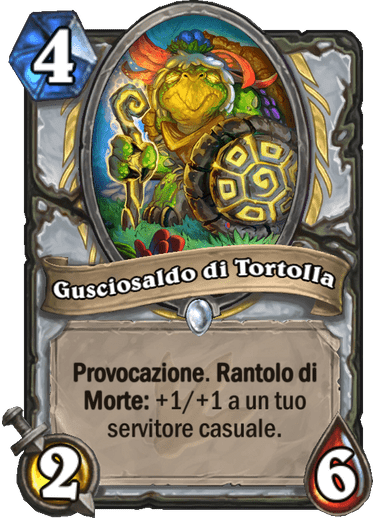 4
Gusciosaldo di Tortolla
Provocazione. Rantolo di
Morte: +1/+1 a un tuo
servitore casuale.
2
6